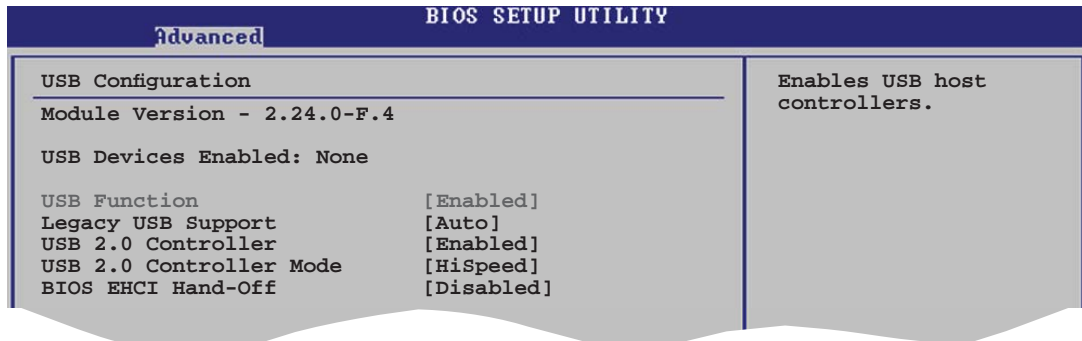 BIOS SETUP UTILITY
Advanced
USB Configuration
Module Version - 2.24.0-F.4
USB Devices Enabled: None
USB Function [Enabled]
Legacy USB Support [Auto]
USB 2.0 Controller [Enabled]
USB 2.0 Controller Mode [HiSpeed]
BIOS EHCI Hand-Off [Disabled]
Enables USB host
controllers.